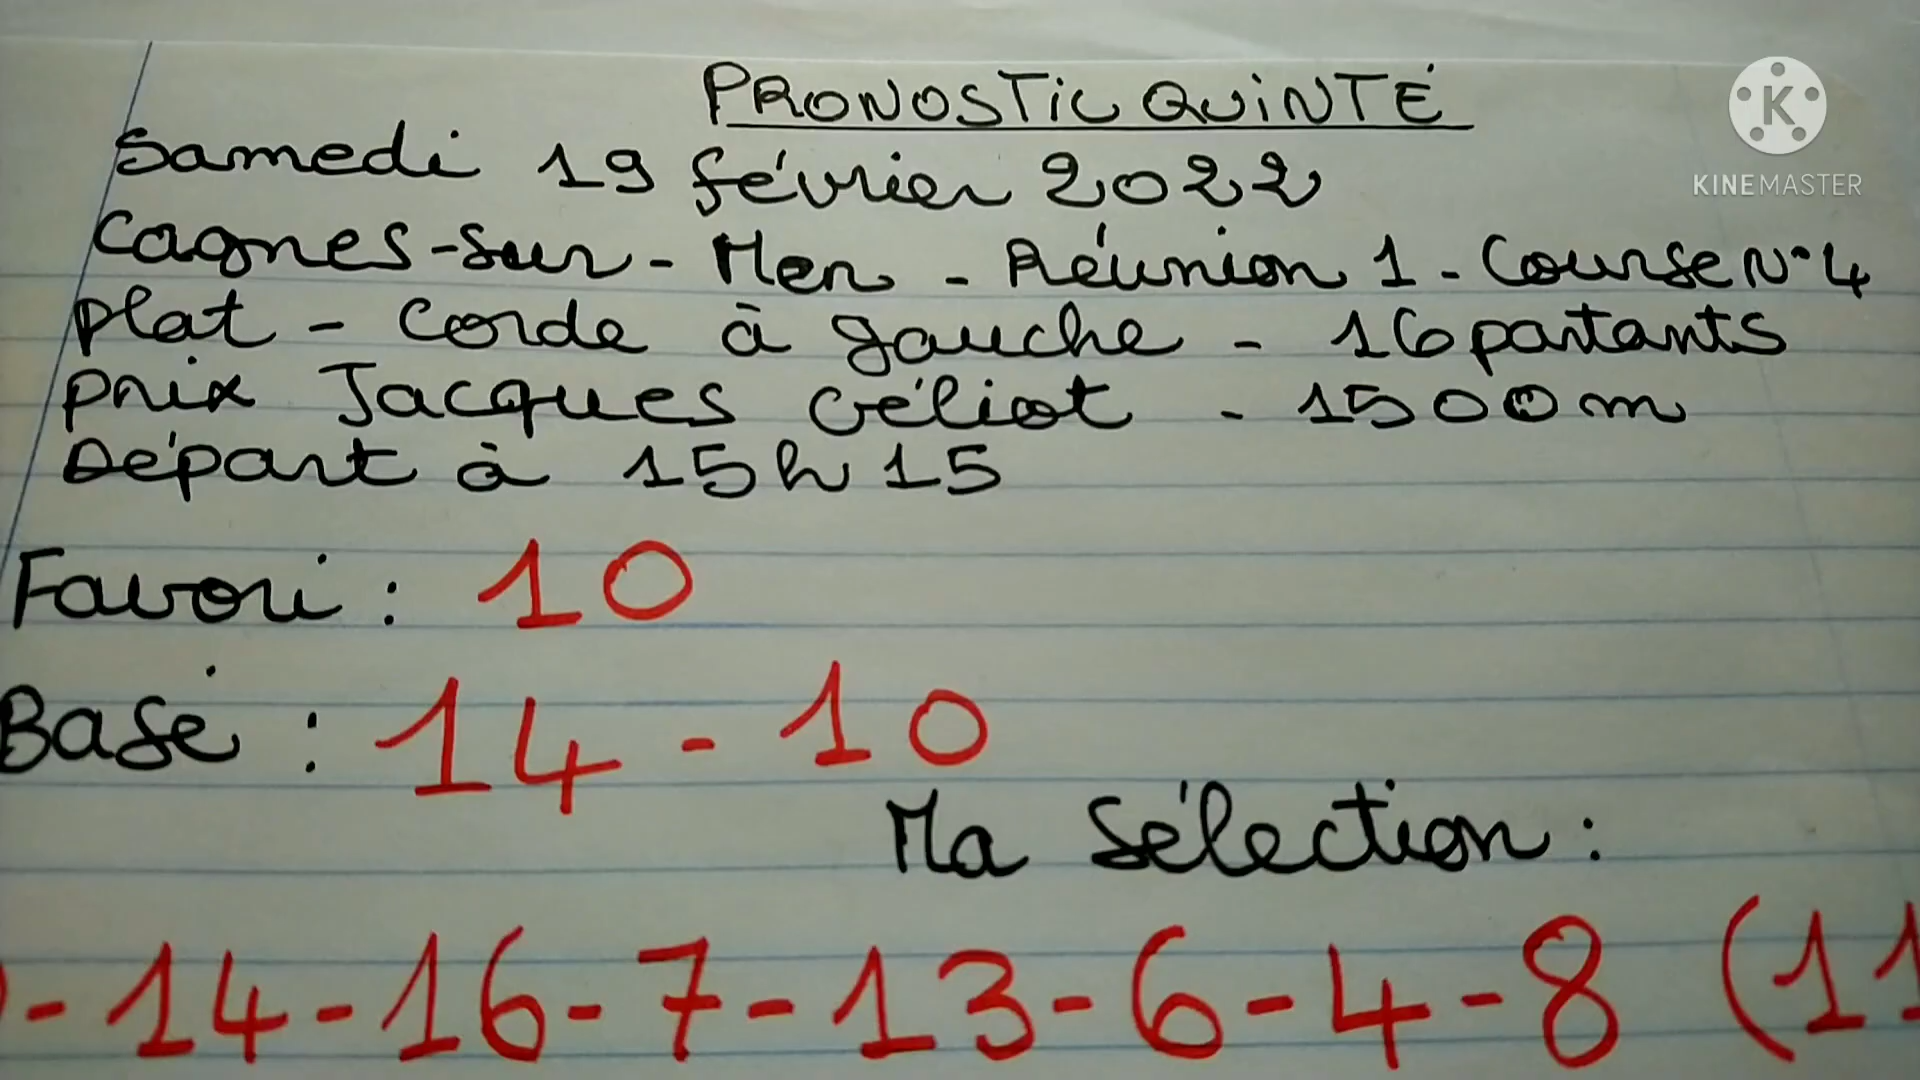 PRONOSTIC QUINTÉ
K
KINEMASTER
Samedi 19 février 2022
Cagnes-Sur-Mer - Réunion 1 - Course N°4
Plat - Corde à gauche - 16 partants
Prix Jacques Géliot - 1500m
Départ à 15h15
Favori : 10
Base : 14 - 10
Ma Sélection :
- 14 - 16 - 7 - 13 - 6 - 4 - 8 (11